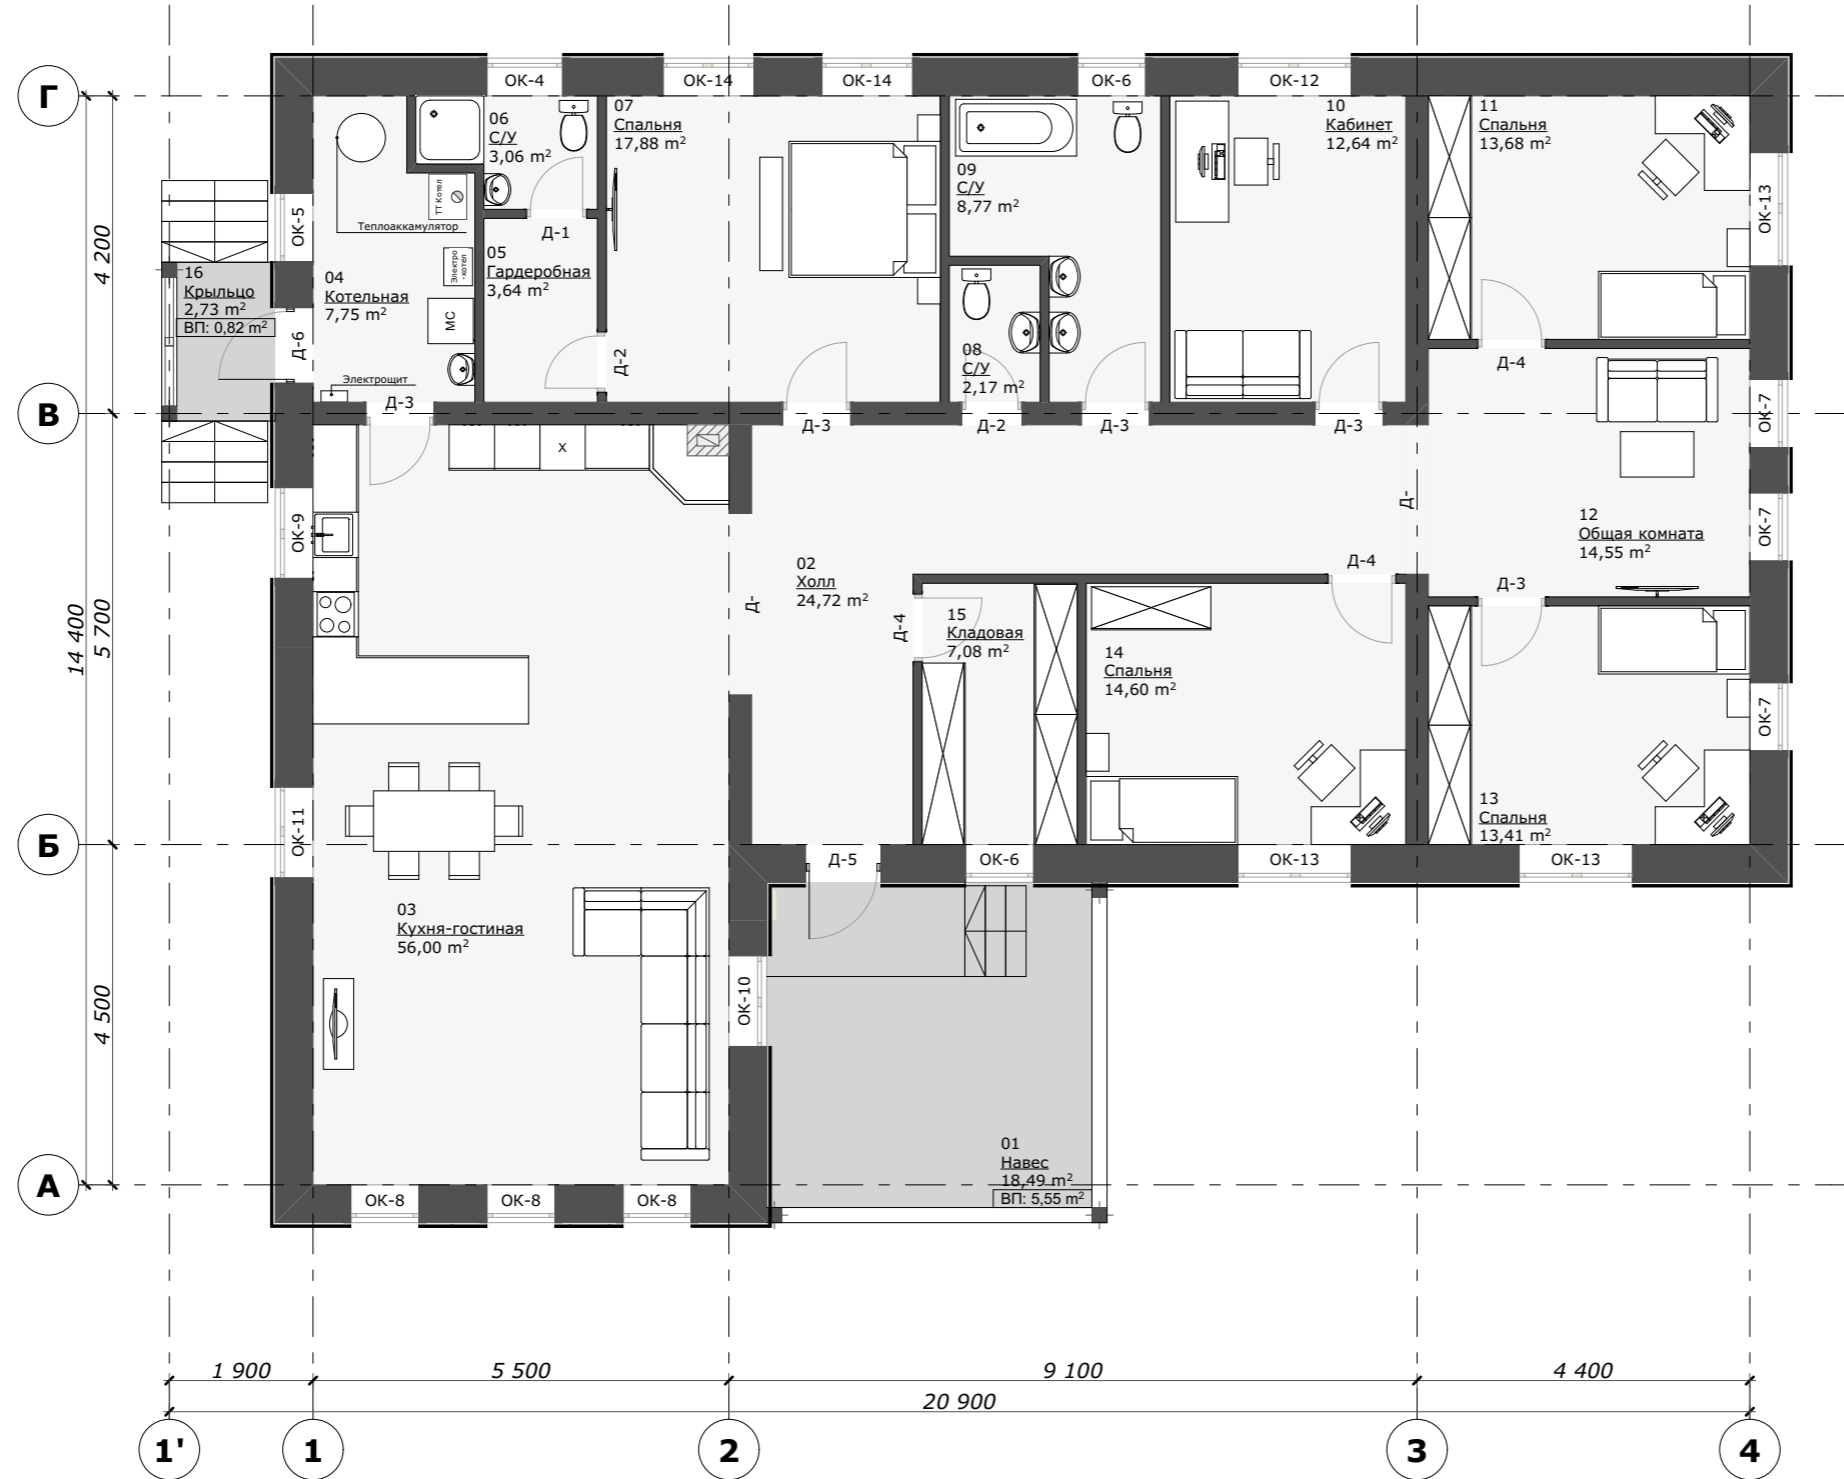 ОК-4
ОК-14
ОК-14
ОК-6
ОК-12
Г
В
Б
А
4 200
5 700
4 500
14 400
06
С/У
3,06 m²
07
Спальня
17,88 m²
09
С/У
8,77 m²
10
Кабинет
12,64 m²
11
Спальня
13,68 m²
ОК-13
ОК-5
ТТ Котел
Теплоаккамулятор
Электро
-котел
Д-1
05
Гардеробная
3,64 m²
04
Котельная
7,75 m²
МС
16
Крыльцо
2,73 m²
ВП: 0,82 m²
Д-6
Электрощит
Д-2
08
С/У
2,17 m²
Д-4
Д-3
Д-3
Д-2
Д-3
Д-3
ОК-7
Х
ОК-9
Д-
12
Общая комната
14,55 m²
ОК-7
02
Холл
24,72 m²
Д-
Д-4
Д-3
Д-4
15
Кладовая
7,08 m²
14
Спальня
14,60 m²
ОК-7
13
Спальня
13,41 m²
ОК-11
Д-5
ОК-6
ОК-13
ОК-13
03
Кухня-гостиная
56,00 m²
ОК-10
01
Навес
18,49 m²
ВП: 5,55 m²
ОК-8
ОК-8
ОК-8
1 900
5 500
9 100
4 400
20 900
1'
1
2
3
4